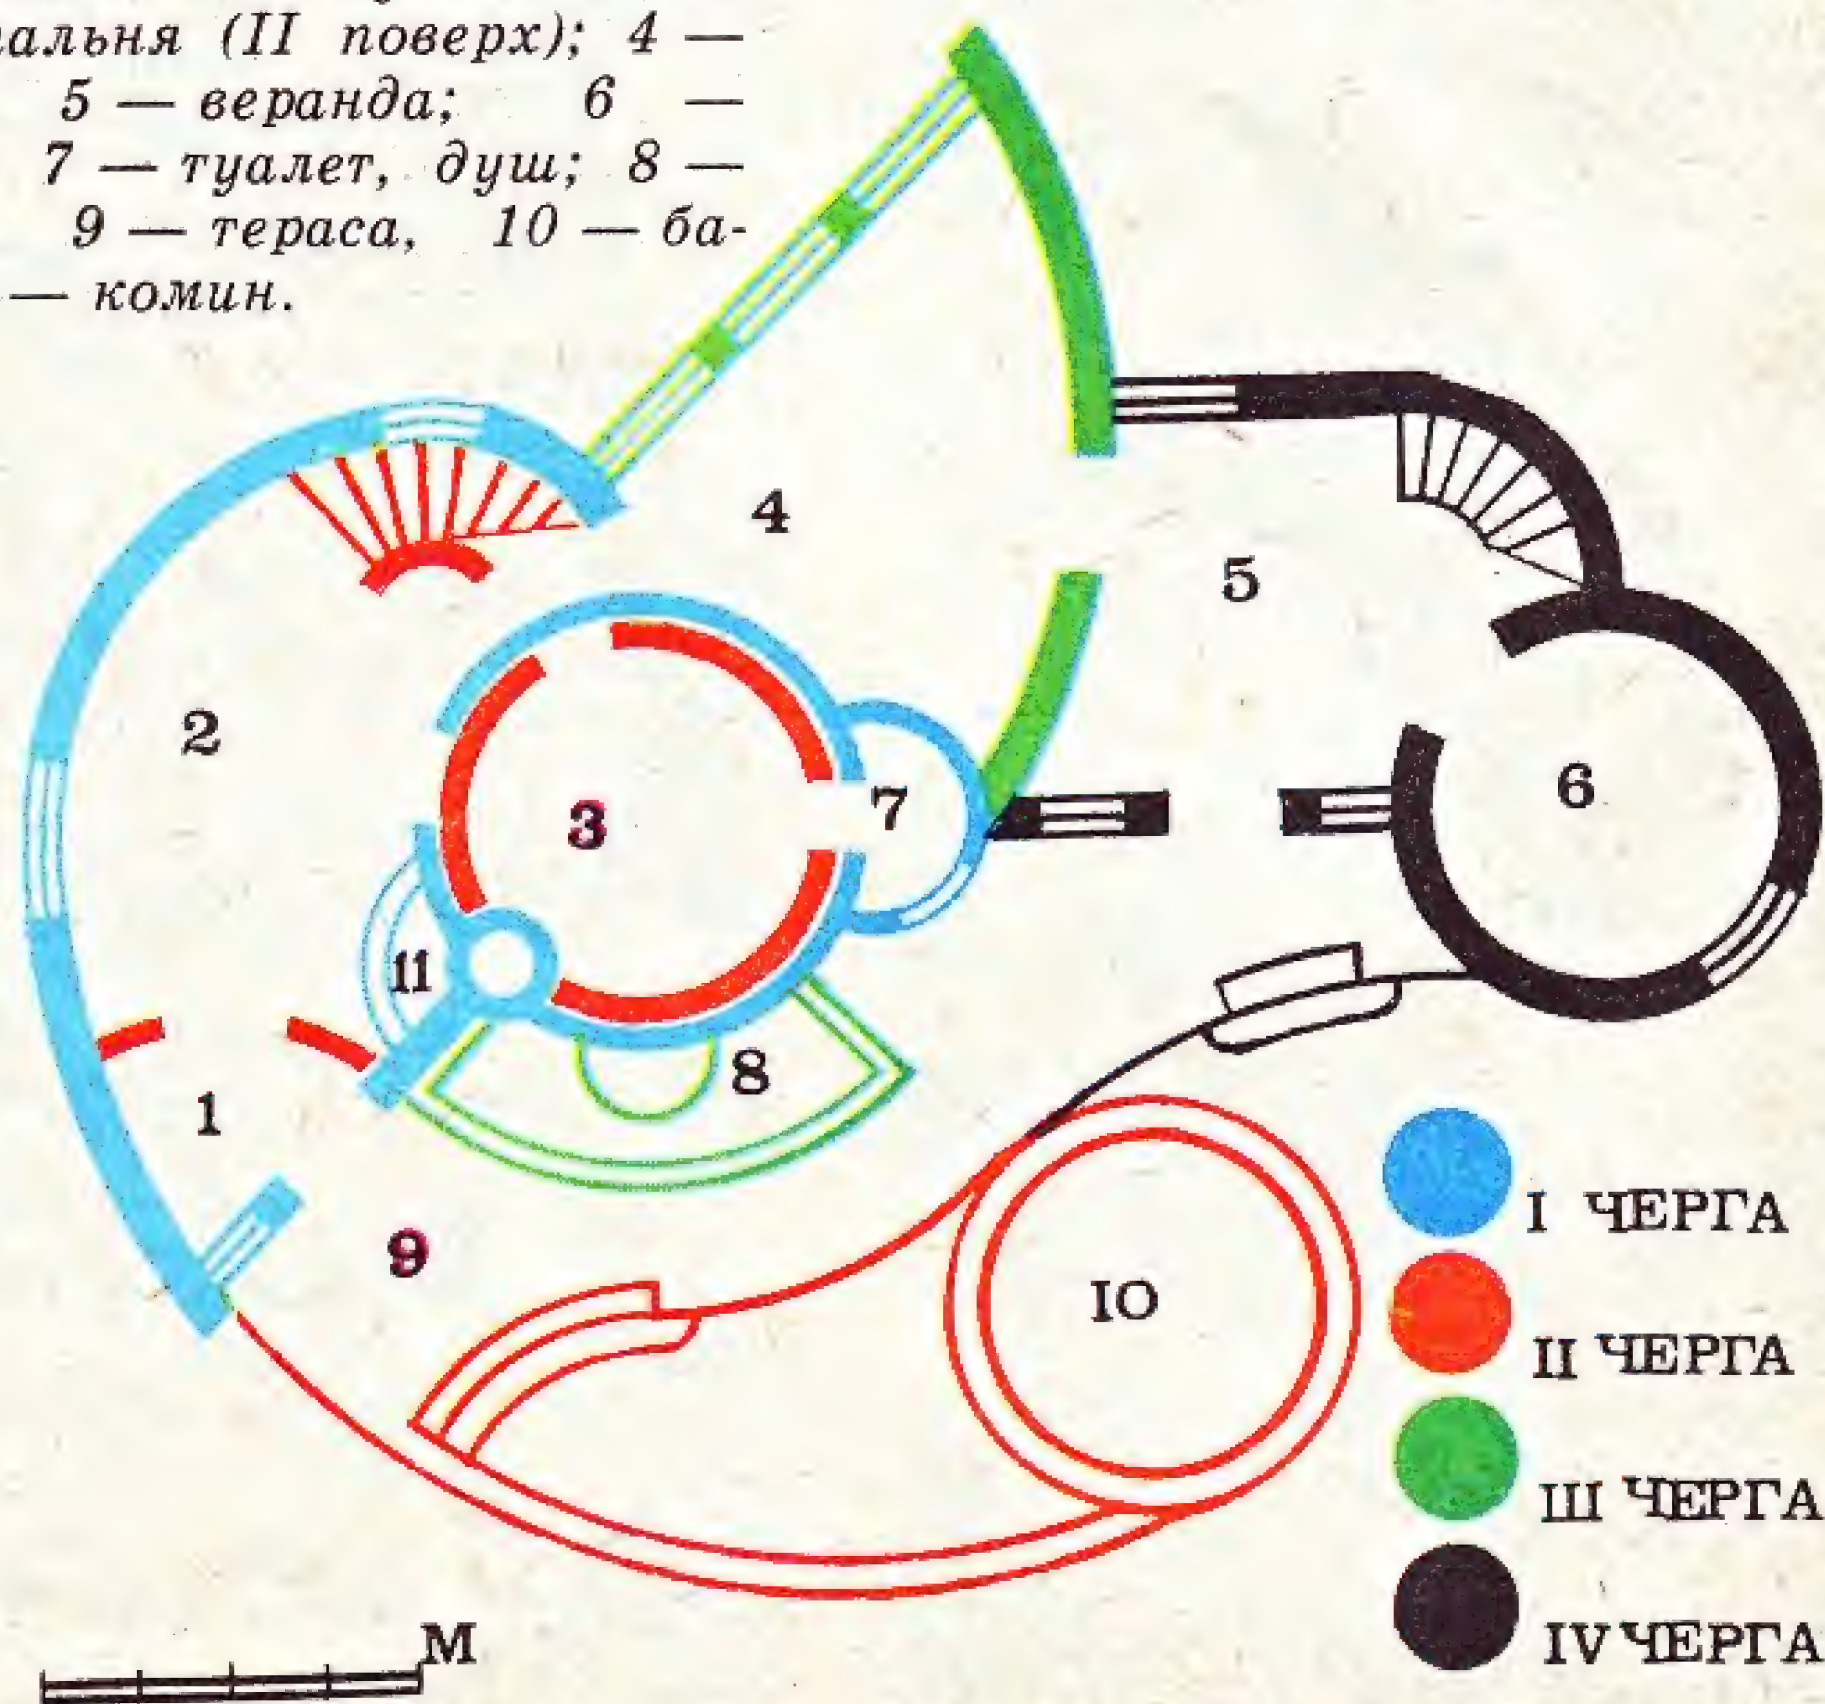 альня (II поверх); 4 —
5 — веранда; 6 —
7 — туалет, душ; 8 —
9 — тераса, 10 — ба-
— комин.
4
5
2
3
7
6
11
8
1
9
10
I ЧЕРГА
II ЧЕРГА
III ЧЕРГА
IV ЧЕРГА
М